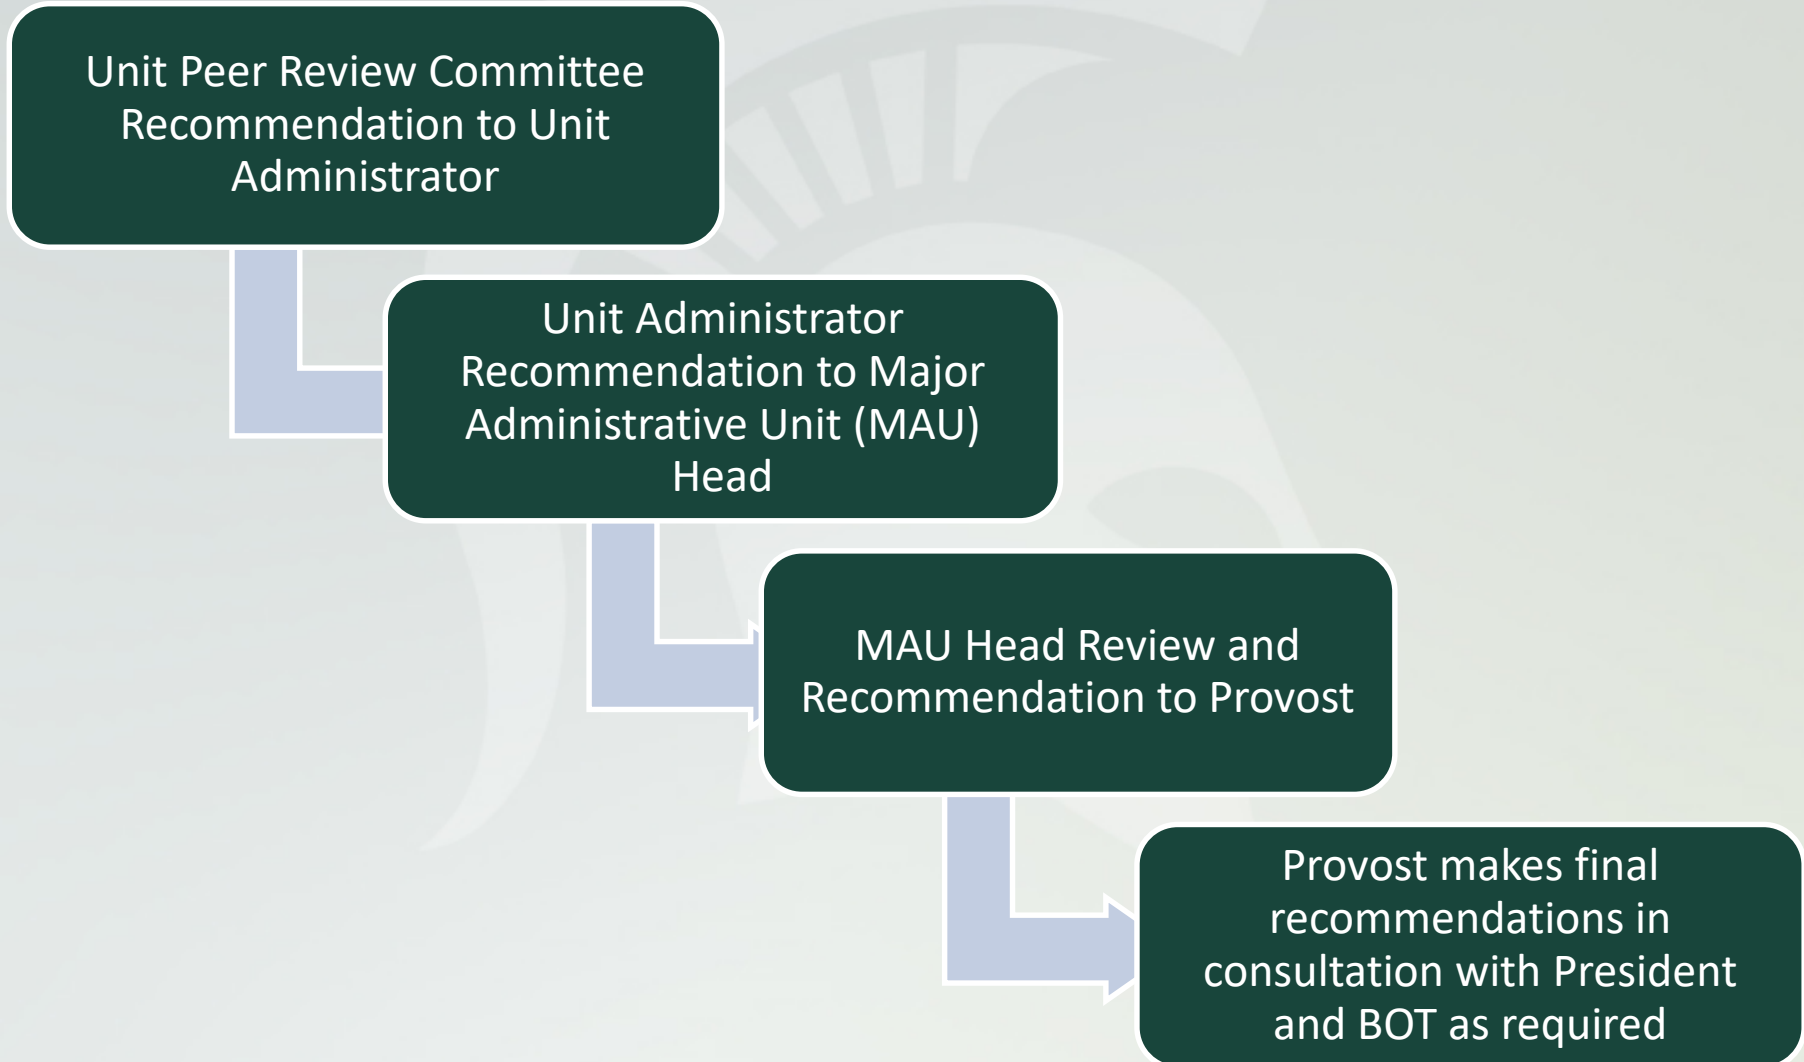 Unit Peer Review Committee
Recommendation to Unit
Administrator
Unit Administrator
Recommendation to Major
Administrative Unit (MAU)
Head
MAU Head Review and
Recommendation to Provost
Provost makes final
recommendations in
consultation with President
and BOT as required